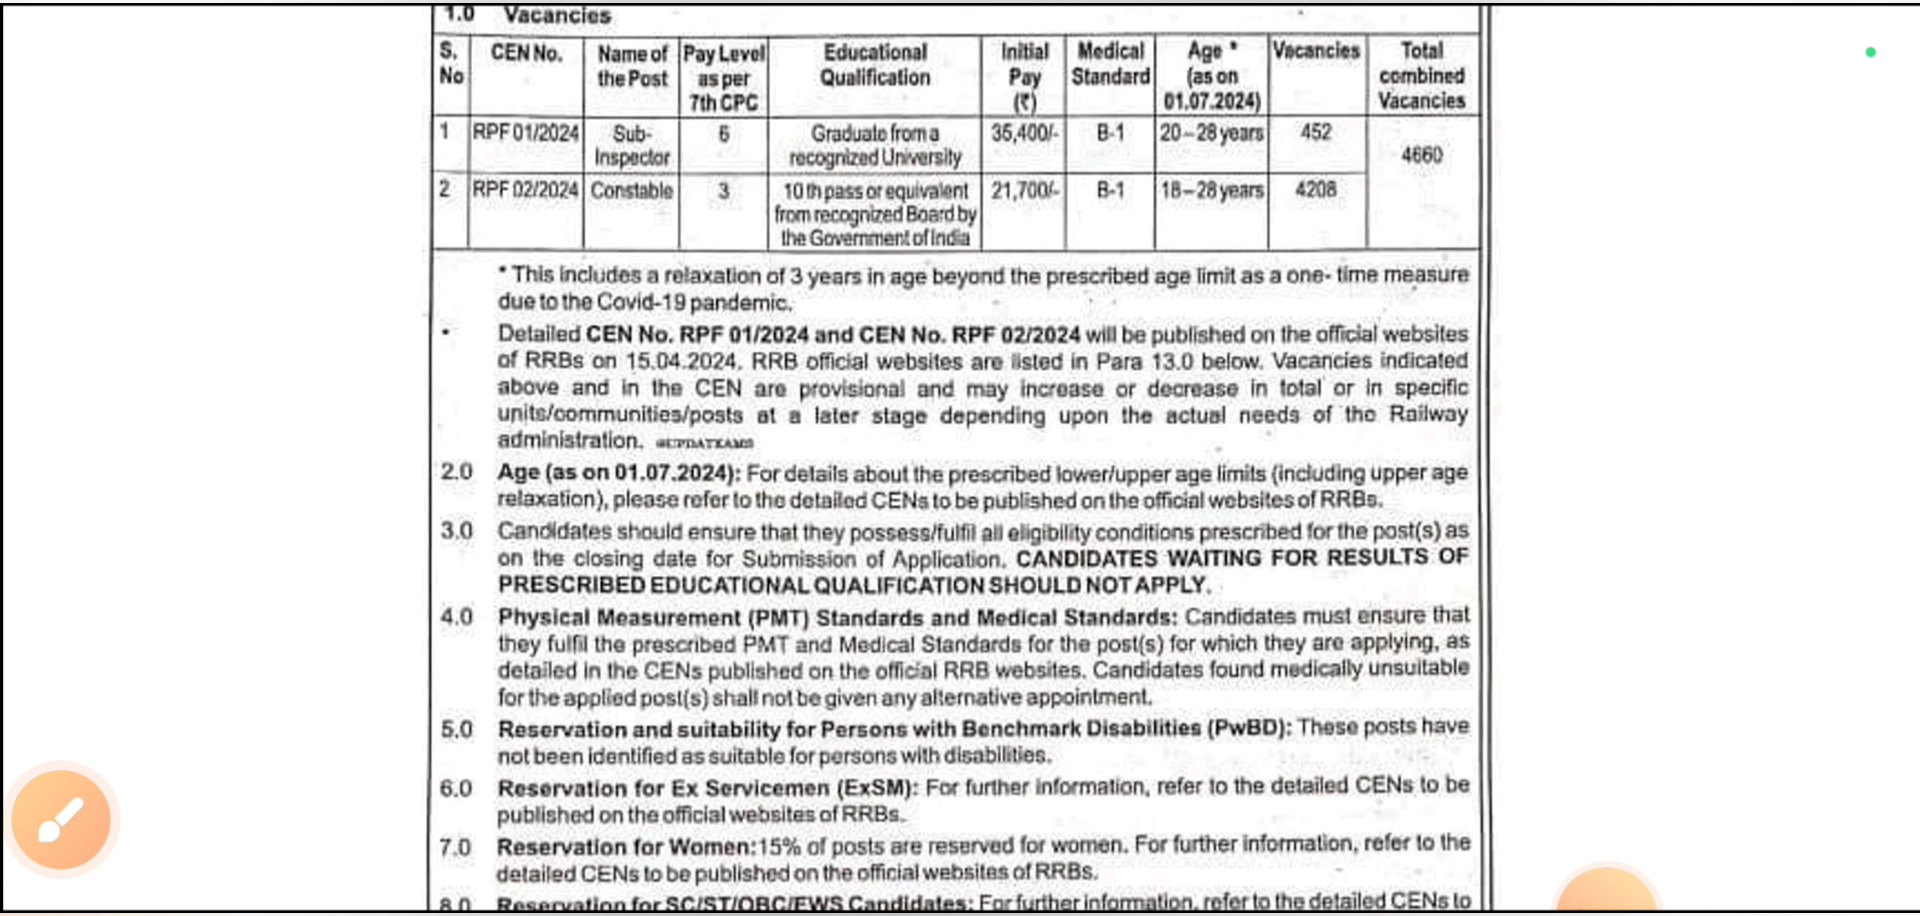 1.0 Vacancies
S. No | CEN No. | Name of the Post | Pay Level as per 7th CPC | Educational Qualification | Initial Pay (₹) | Medical Standard | Age * (as on 01.07.2024) | Vacancies | Total combined Vacancies
1 | RPF 01/2024 | Sub-Inspector | 6 | Graduate from a recognized University | 35,400/- | B-1 | 20–28 years | 452 | 4660
2 | RPF 02/2024 | Constable | 3 | 10th pass or equivalent from recognized Board by the Government of India | 21,700/- | B-1 | 18–28 years | 4208
* This includes a relaxation of 3 years in age beyond the prescribed age limit as a one- time measure
due to the Covid-19 pandemic.
• Detailed CEN No. RPF 01/2024 and CEN No. RPF 02/2024 will be published on the official websites
of RRBs on 15.04.2024. RRB official websites are listed in Para 13.0 below. Vacancies indicated
above and in the CEN are provisional and may increase or decrease in total or in specific
units/communities/posts at a later stage depending upon the actual needs of the Railway
administration.
2.0 Age (as on 01.07.2024): For details about the prescribed lower/upper age limits (including upper age
relaxation), please refer to the detailed CENs to be published on the official websites of RRBs.
3.0 Candidates should ensure that they possess/fulfil all eligibility conditions prescribed for the post(s) as
on the closing date for Submission of Application. CANDIDATES WAITING FOR RESULTS OF
PRESCRIBED EDUCATIONAL QUALIFICATION SHOULD NOT APPLY.
4.0 Physical Measurement (PMT) Standards and Medical Standards: Candidates must ensure that
they fulfil the prescribed PMT and Medical Standards for the post(s) for which they are applying, as
detailed in the CENs published on the official RRB websites. Candidates found medically unsuitable
for the applied post(s) shall not be given any alternative appointment.
5.0 Reservation and suitability for Persons with Benchmark Disabilities (PwBD): These posts have
not been identified as suitable for persons with disabilities.
6.0 Reservation for Ex Servicemen (ExSM): For further information, refer to the detailed CENs to be
published on the official websites of RRBs.
7.0 Reservation for Women: 15% of posts are reserved for women. For further information, refer to the
detailed CENs to be published on the official websites of RRBs.
8.0 Reservation for SC/ST/OBC/EWS Candidates: For further information, refer to the detailed CENs to